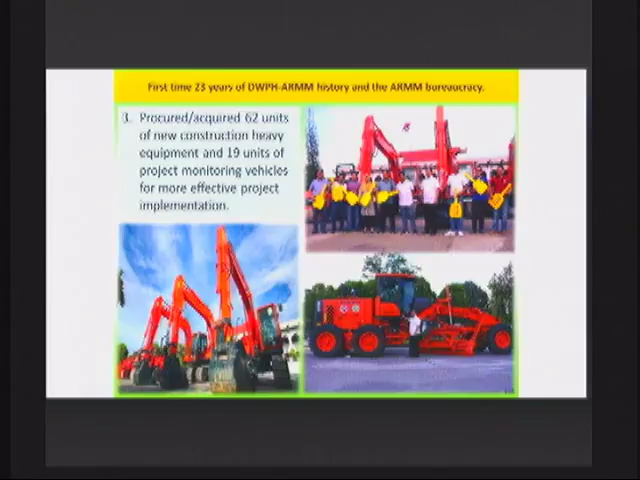 First time 23 years of DWPH-ARMM history and the ARMM bureaucracy.
3. Procured/acquired 62 units
of new construction heavy
equipment and 19 units of
project monitoring vehicles
for more effective project
implementation.